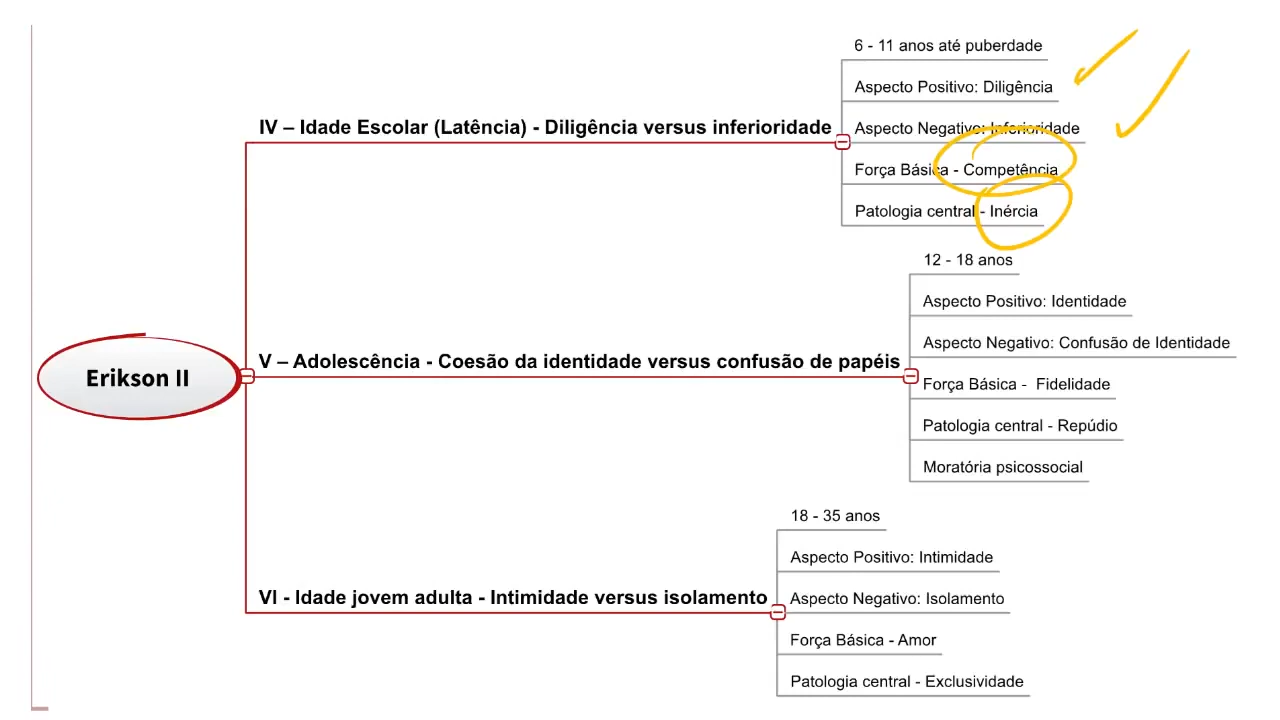 Erikson II
IV – Idade Escolar (Latência) - Diligência versus inferioridade
6 - 11 anos até puberdade
Aspecto Positivo: Diligência
Aspecto Negativo: Inferioridade
Força Básica - Competência
Patologia central - Inércia
V – Adolescência - Coesão da identidade versus confusão de papéis
12 - 18 anos
Aspecto Positivo: Identidade
Aspecto Negativo: Confusão de Identidade
Força Básica - Fidelidade
Patologia central - Repúdio
Moratória psicossocial
VI - Idade jovem adulta - Intimidade versus isolamento
18 - 35 anos
Aspecto Positivo: Intimidade
Aspecto Negativo: Isolamento
Força Básica - Amor
Patologia central - Exclusividade